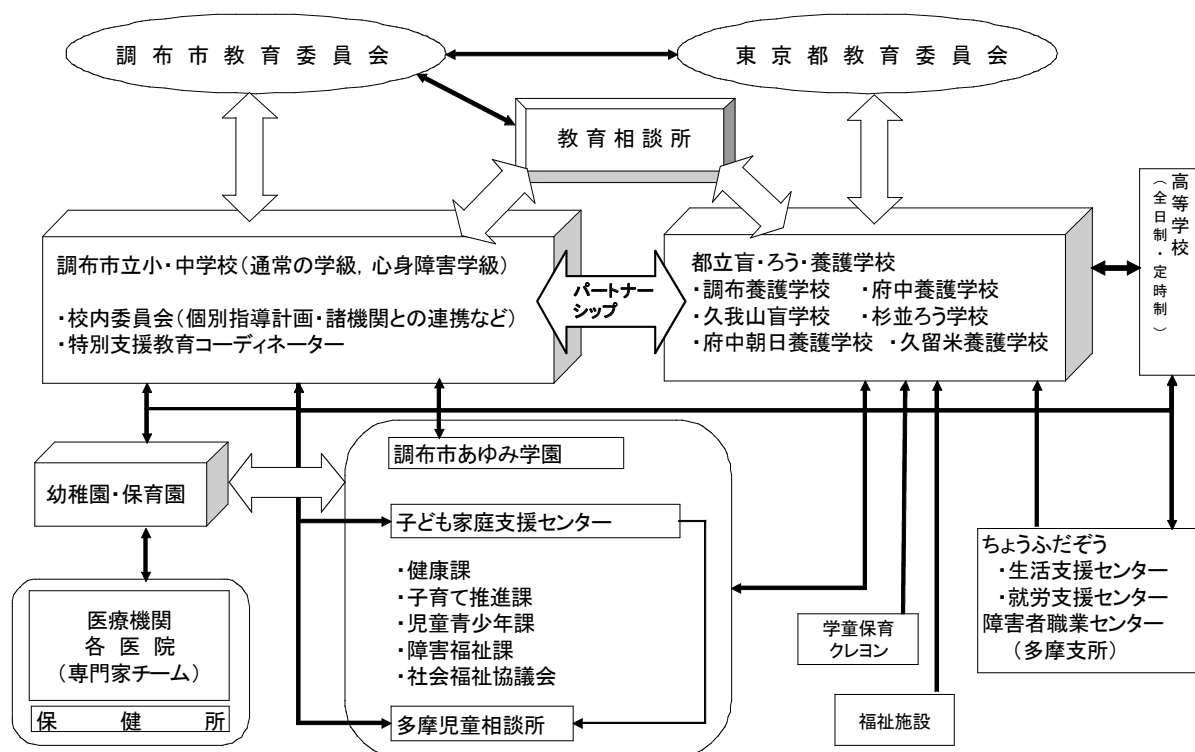 調布市教育委員会
東京都教育委員会
教育相談所
高等学校
(全日制・定時制)
調布市立小・中学校(通常の学級,心身障害学級)
・校内委員会(個別指導計画・諸機関との連携など)
・特別支援教育コーディネーター
パートナー
シップ
都立盲・ろう・養護学校
・調布養護学校 ・府中養護学校
・久我山盲学校 ・杉並ろう学校
・府中朝日養護学校 ・久留米養護学校
幼稚園・保育園
調布市あゆみ学園
子ども家庭支援センター
・健康課
・子育て推進課
・児童青少年課
・障害福祉課
・社会福祉協議会
多摩児童相談所
医療機関
各医院
(専門家チーム)
保健所
学童保育
クレヨン
福祉施設
ちょうふだぞう
・生活支援センター
・就労支援センター
障害者職業センター
(多摩支所)